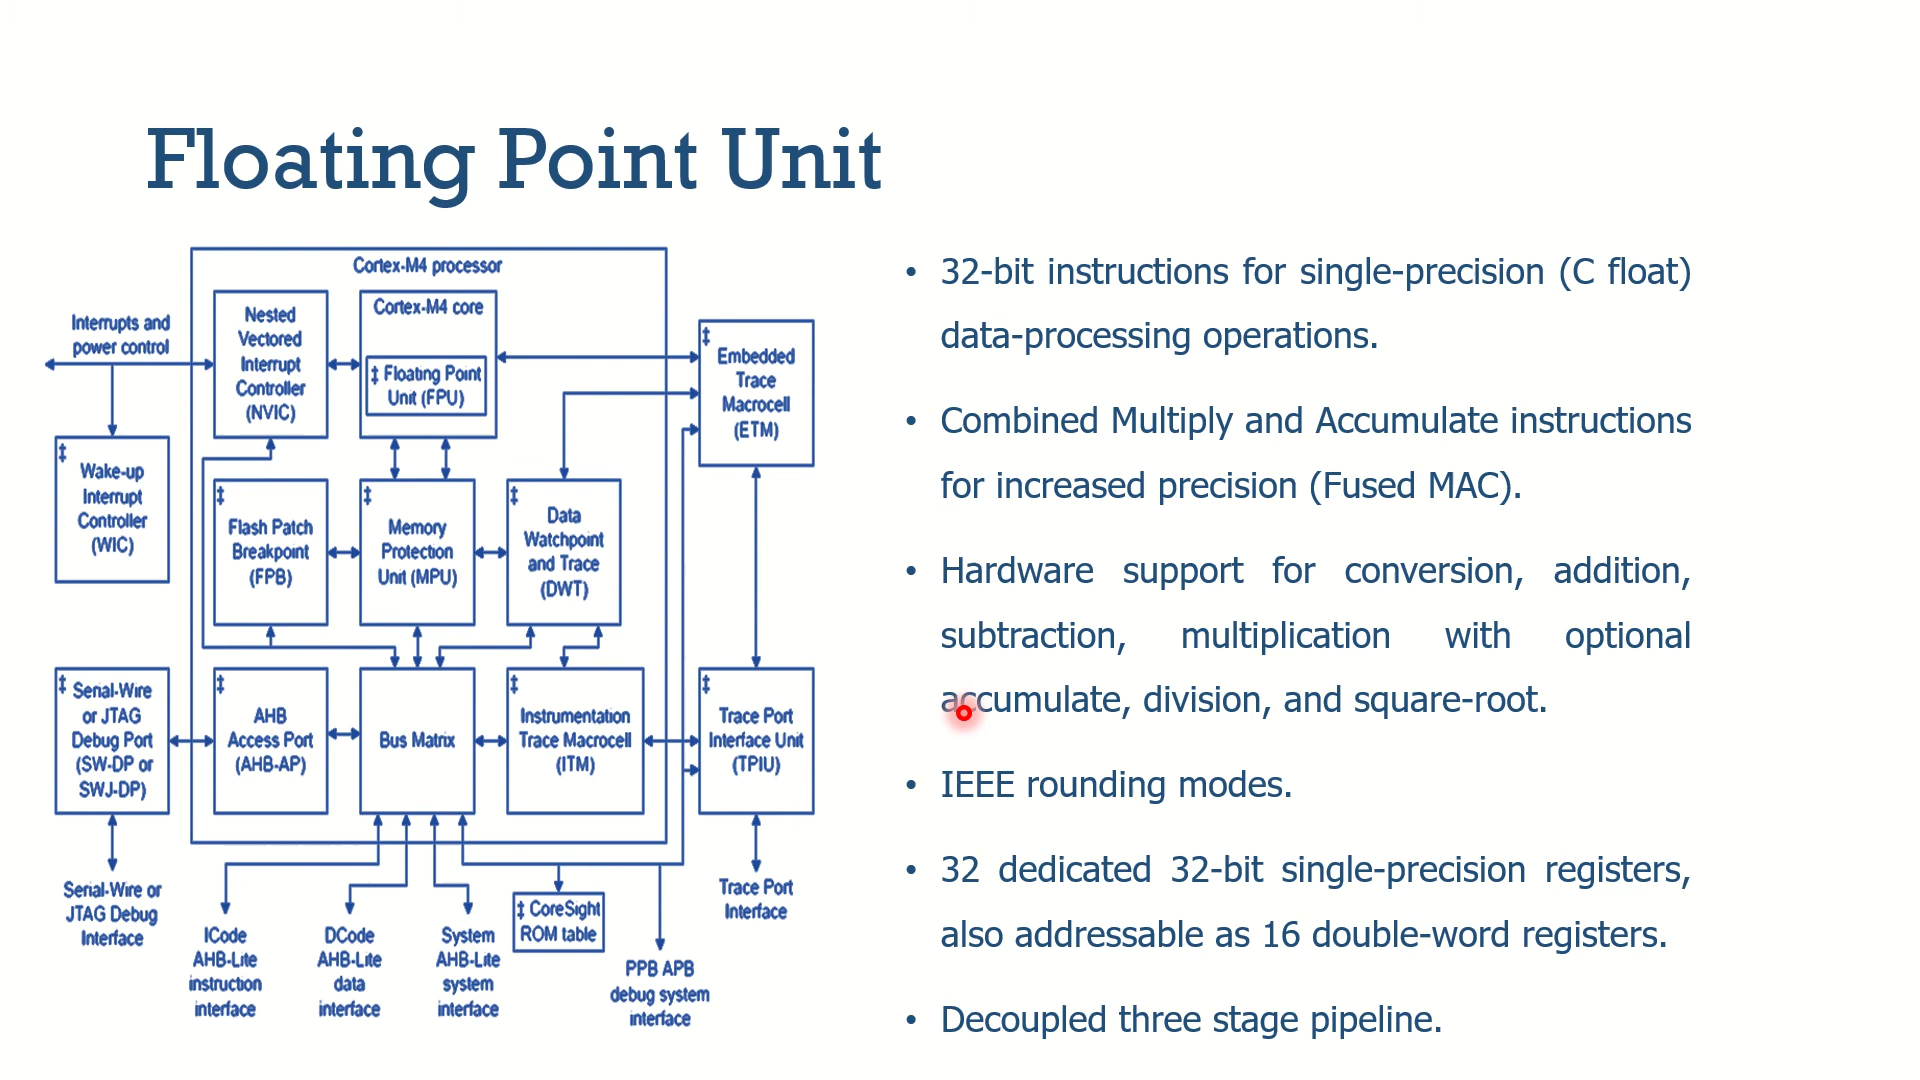 Floating Point Unit
Cortex-M4 processor
Interrupts and
power control
Nested
Vectored
Interrupt
Controller
(NVIC)
Cortex-M4 core
‡ Floating Point
Unit (FPU)
‡
Embedded
Trace
Macrocell
(ETM)
‡
Wake-up
Interrupt
Controller
(WIC)
‡
Flash Patch
Breakpoint
(FPB)
‡
Memory
Protection
Unit (MPU)
‡
Data
Watchpoint
and Trace
(DWT)
‡ Serial-Wire
or JTAG
Debug Port
(SW-DP or
SWJ-DP)
‡
AHB
Access Port
(AHB-AP)
Bus Matrix
‡
Instrumentation
Trace Macrocell
(ITM)
‡
Trace Port
Interface Unit
(TPIU)
Serial-Wire or
JTAG Debug
Interface
ICode
AHB-Lite
instruction
interface
DCode
AHB-Lite
data
interface
System
AHB-Lite
system
interface
‡ CoreSight
ROM table
PPB APB
debug system
interface
Trace Port
Interface
• 32-bit instructions for single-precision (C float)
data-processing operations.
• Combined Multiply and Accumulate instructions
for increased precision (Fused MAC).
• Hardware support for conversion, addition,
subtraction, multiplication with optional
accumulate, division, and square-root.
• IEEE rounding modes.
• 32 dedicated 32-bit single-precision registers,
also addressable as 16 double-word registers.
• Decoupled three stage pipeline.